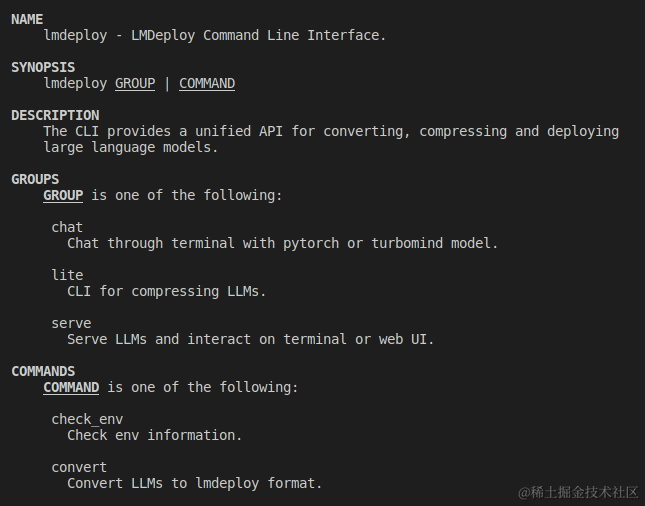 NAME
lmdeploy - LMDeploy Command Line Interface.
SYNOPSIS
lmdeploy GROUP | COMMAND
DESCRIPTION
The CLI provides a unified API for converting, compressing and deploying
large language models.
GROUPS
GROUP is one of the following:
chat
Chat through terminal with pytorch or turbomind model.
lite
CLI for compressing LLMs.
serve
Serve LLMs and interact on terminal or web UI.
COMMANDS
COMMAND is one of the following:
check_env
Check env information.
convert
Convert LLMs to lmdeploy format.
@稀土掘金技术社区